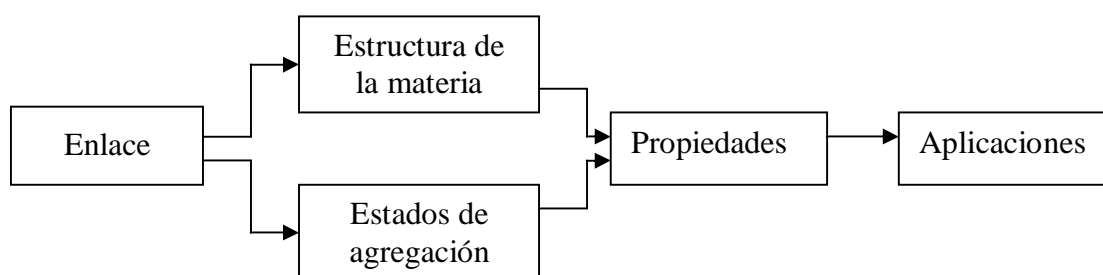 Enlace
Estructura de
la materia
Estados de
agregación
Propiedades
Aplicaciones